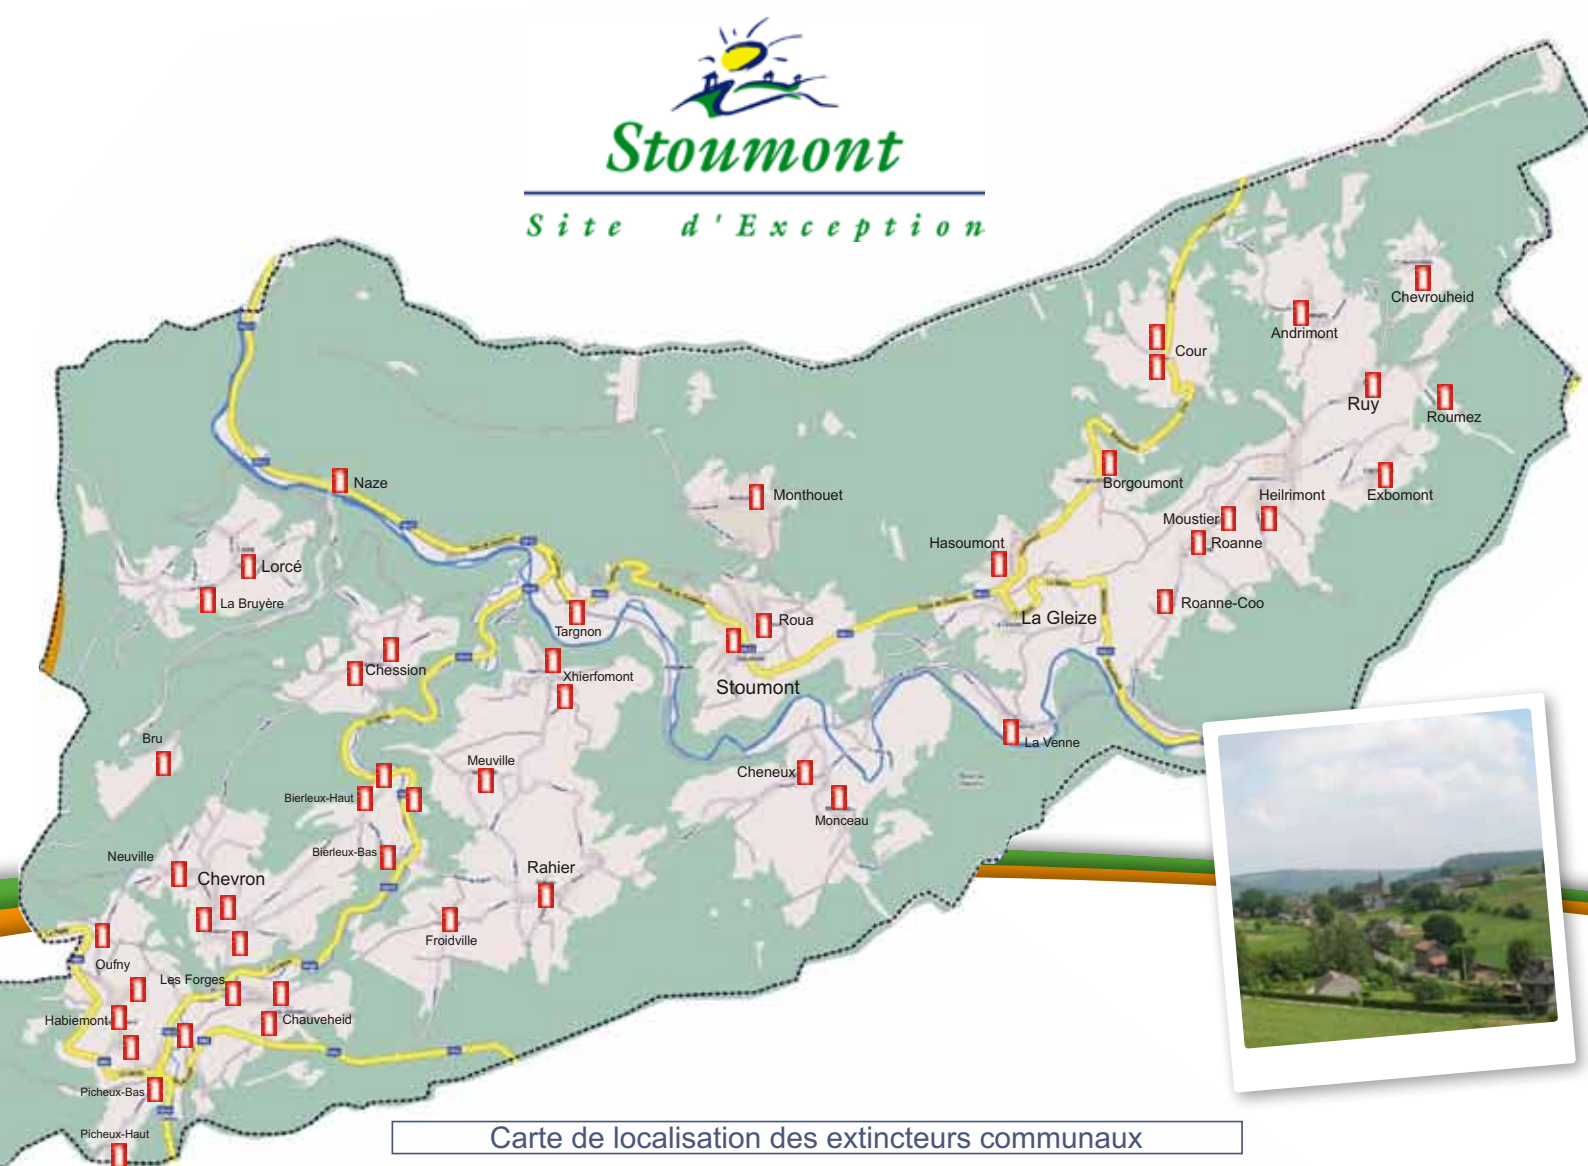 Stoumont
Site d'Exception
Chevrouheid
Andrimont
Cour
Ruy
Roumez
Naze
Monthouet
Borgoumont
Heilrimont
Exbomont
Moustier
Hasoumont
Roanne
Lorcé
La Bruyère
Roanne-Coo
Targnon
Roua
La Gleize
Chession
Xhierfomont
Stoumont
Bru
La Venne
Meuville
Cheneux
Bierleux-Haut
Monceau
Bierleux-Bas
Neuville
Rahier
Chevron
Froidville
Oufny
Les Forges
Habiemont
Chauveheid
Picheux-Bas
Picheux-Haut
Carte de localisation des extincteurs communaux